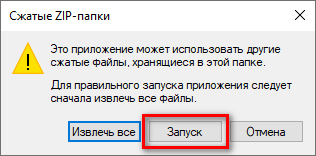 Сжатые ZIP-папки
Это приложение может использовать другие
сжатые файлы, хранящиеся в этой папке.
Для правильного запуска приложения следует
сначала извлечь все файлы.
Извлечь все
Запуск
Отмена